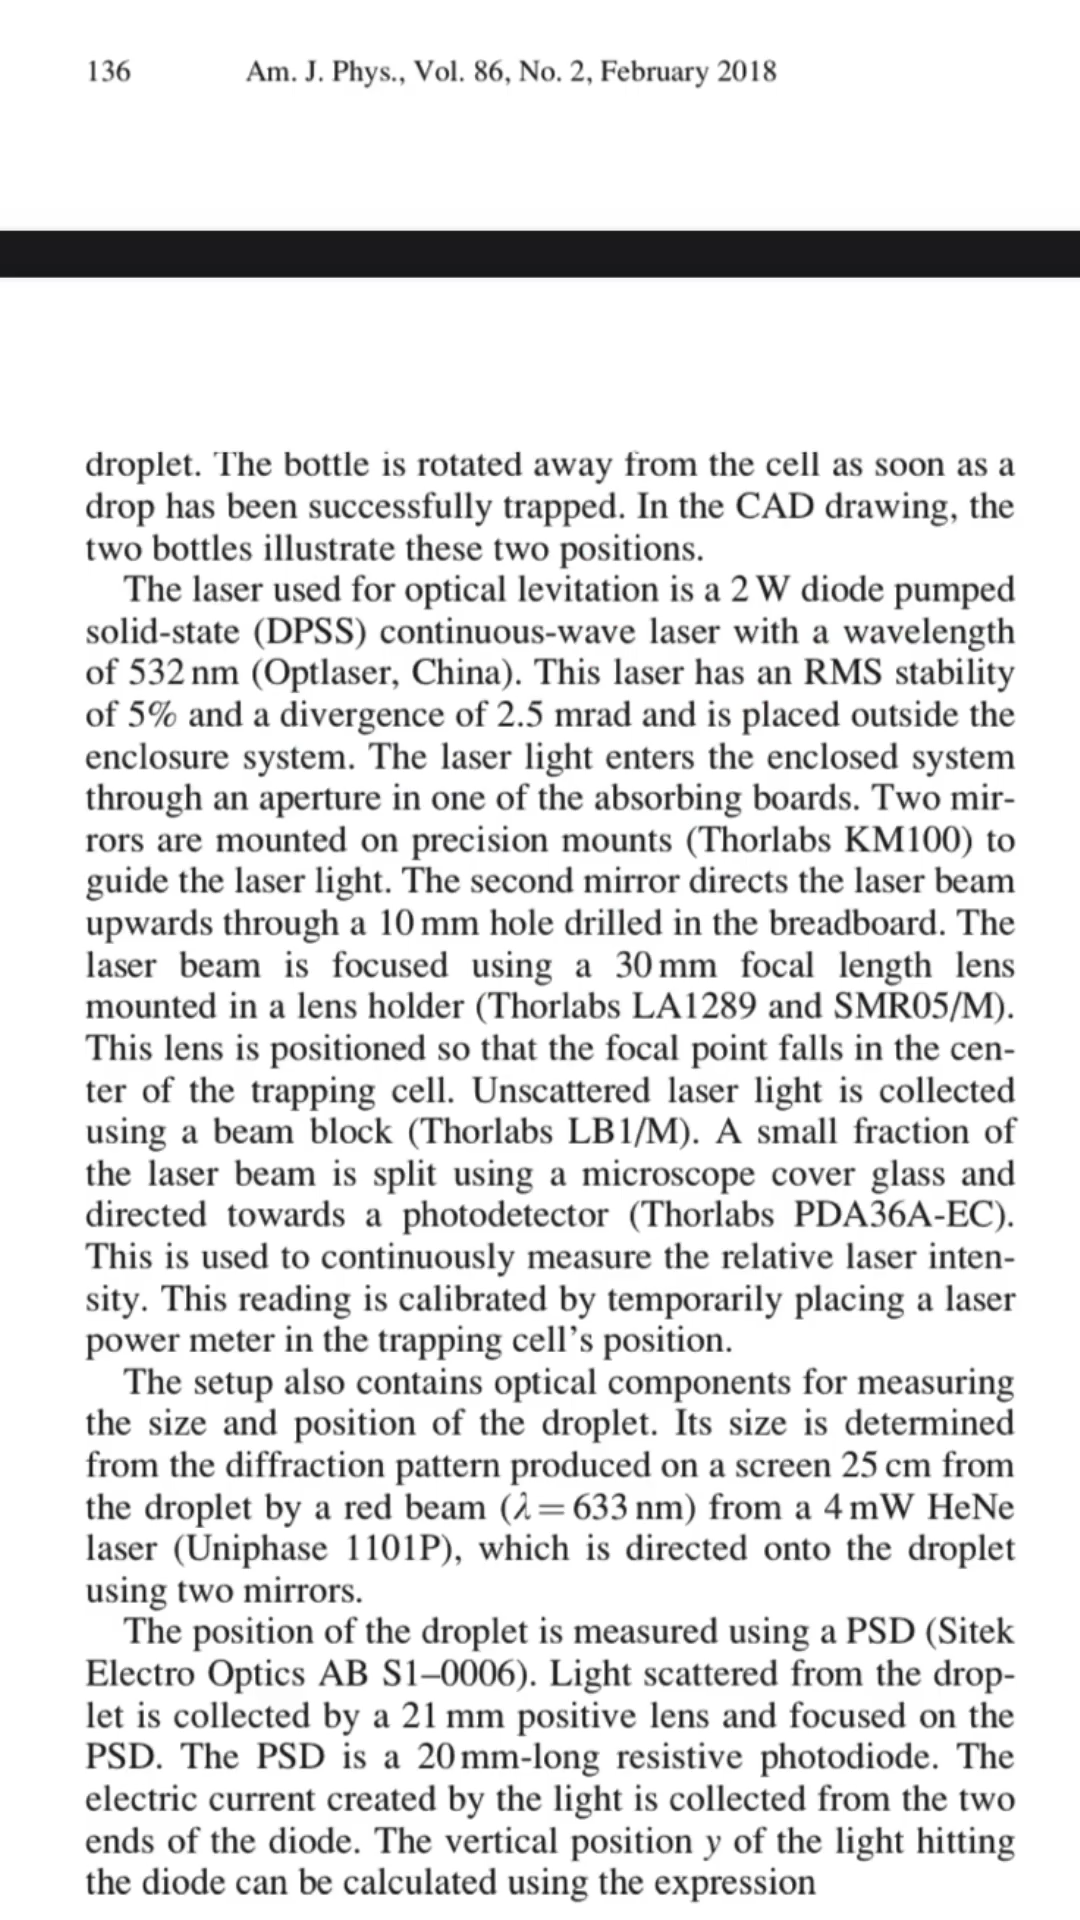 136 Am. J. Phys., Vol. 86, No. 2, February 2018
droplet. The bottle is rotated away from the cell as soon as a
drop has been successfully trapped. In the CAD drawing, the
two bottles illustrate these two positions.
The laser used for optical levitation is a 2 W diode pumped
solid-state (DPSS) continuous-wave laser with a wavelength
of 532 nm (Optlaser, China). This laser has an RMS stability
of 5% and a divergence of 2.5 mrad and is placed outside the
enclosure system. The laser light enters the enclosed system
through an aperture in one of the absorbing boards. Two mir-
rors are mounted on precision mounts (Thorlabs KM100) to
guide the laser light. The second mirror directs the laser beam
upwards through a 10 mm hole drilled in the breadboard. The
laser beam is focused using a 30 mm focal length lens
mounted in a lens holder (Thorlabs LA1289 and SMR05/M).
This lens is positioned so that the focal point falls in the cen-
ter of the trapping cell. Unscattered laser light is collected
using a beam block (Thorlabs LB1/M). A small fraction of
the laser beam is split using a microscope cover glass and
directed towards a photodetector (Thorlabs PDA36A-EC).
This is used to continuously measure the relative laser inten-
sity. This reading is calibrated by temporarily placing a laser
power meter in the trapping cell's position.
The setup also contains optical components for measuring
the size and position of the droplet. Its size is determined
from the diffraction pattern produced on a screen 25 cm from
the droplet by a red beam (λ = 633 nm) from a 4 mW HeNe
laser (Uniphase 1101P), which is directed onto the droplet
using two mirrors.
The position of the droplet is measured using a PSD (Sitek
Electro Optics AB S1–0006). Light scattered from the drop-
let is collected by a 21 mm positive lens and focused on the
PSD. The PSD is a 20 mm-long resistive photodiode. The
electric current created by the light is collected from the two
ends of the diode. The vertical position y of the light hitting
the diode can be calculated using the expression